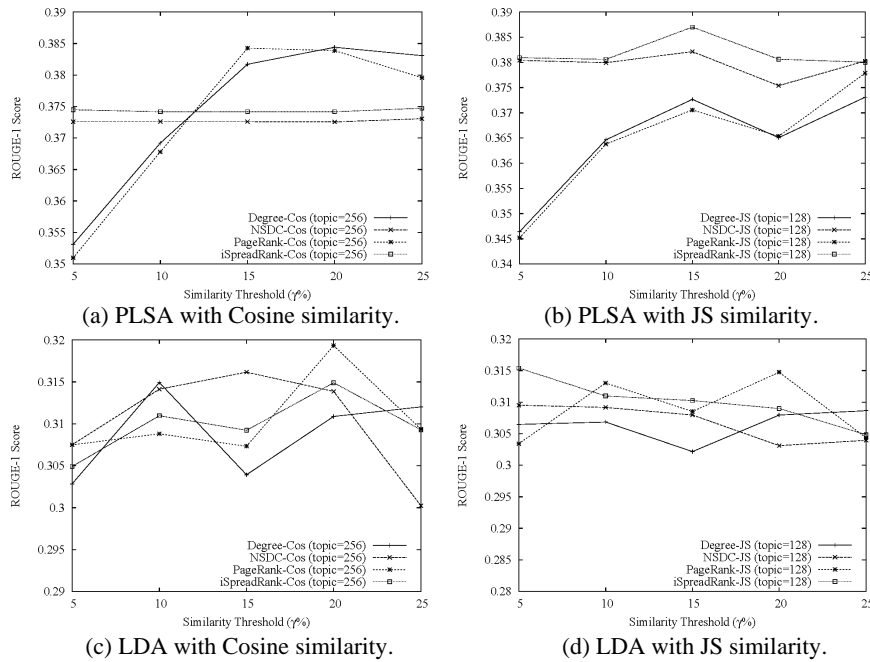 0.39
0.385
0.38
0.375
0.37
0.365
0.36
0.355
0.35
ROUGE-1 Score
Degree-Cos (topic=256)
NSDC-Cos (topic=256)
PageRank-Cos (topic=256)
iSpreadRank-Cos (topic=256)
5 10 15 20 25
Similarity Threshold (γ%)
(a) PLSA with Cosine similarity.
0.39
0.385
0.38
0.375
0.37
0.365
0.36
0.355
0.35
0.345
0.34
ROUGE-1 Score
Degree-JS (topic=128)
NSDC-JS (topic=128)
PageRank-JS (topic=128)
iSpreadRank-JS (topic=128)
5 10 15 20 25
Similarity Threshold (γ%)
(b) PLSA with JS similarity.
0.32
0.315
0.31
0.305
0.3
0.295
0.29
ROUGE-1 Score
Degree-Cos (topic=256)
NSDC-Cos (topic=256)
PageRank-Cos (topic=256)
iSpreadRank-Cos (topic=256)
5 10 15 20 25
Similarity Threshold (γ%)
(c) LDA with Cosine similarity.
0.32
0.315
0.31
0.305
0.3
0.295
0.29
0.285
0.28
ROUGE-1 Score
Degree-JS (topic=128)
NSDC-JS (topic=128)
PageRank-JS (topic=128)
iSpreadRank-JS (topic=128)
5 10 15 20 25
Similarity Threshold (γ%)
(d) LDA with JS similarity.